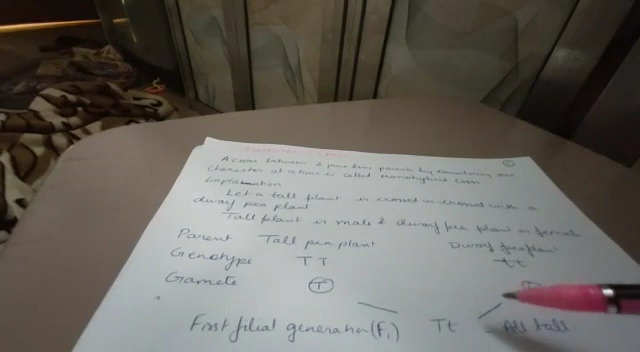 A cross between 2 pure line parents by considering one
character at a time is called Monohybrid Cross
Explanation
Let a tall plant is crossed with a
dwarf pea plant
Tall plant is male & dwarf pea plant is female
Parent Tall pea plant Dwarf pea plant
Genotype TT tt
Gamete T
First filial generation (F1) Tt All tall